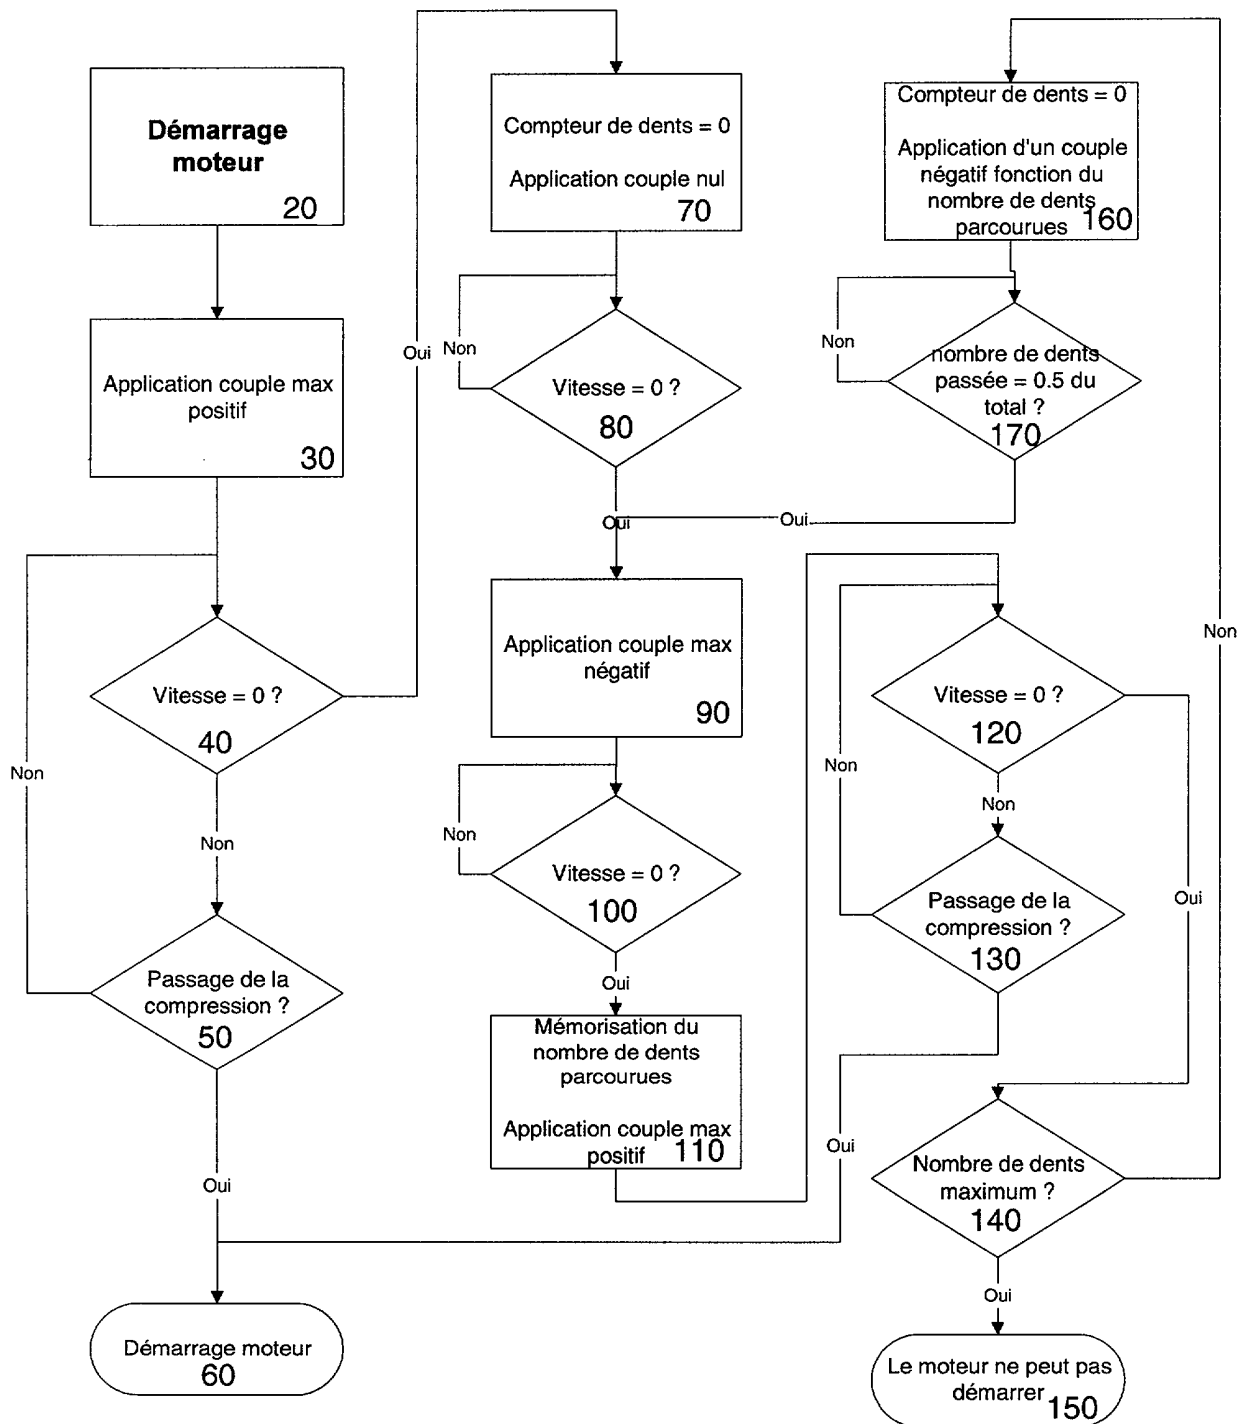 Démarrage
moteur
20
Application couple max
positif
30
Non
Vitesse = 0 ?
40
Non
Passage de la
compression ?
50
Oui
Démarrage moteur
60
Oui
Compteur de dents = 0
Application couple nul
70
Non
Vitesse = 0 ?
80
Oui
Application couple max
négatif
90
Non
Vitesse = 0 ?
100
Oui
Mémorisation du
nombre de dents
parcourues
Application couple max
positif 110
Compteur de dents = 0
Application d'un couple
négatif fonction du
nombre de dents
parcourues 160
Non
nombre de dents
passée = 0.5 du
total ?
170
Oui
Non
Vitesse = 0 ?
120
Non
Non
Passage de la
compression ?
130
Oui
Oui
Nombre de dents
maximum ?
140
Oui
Le moteur ne peut pas
démarrer 150